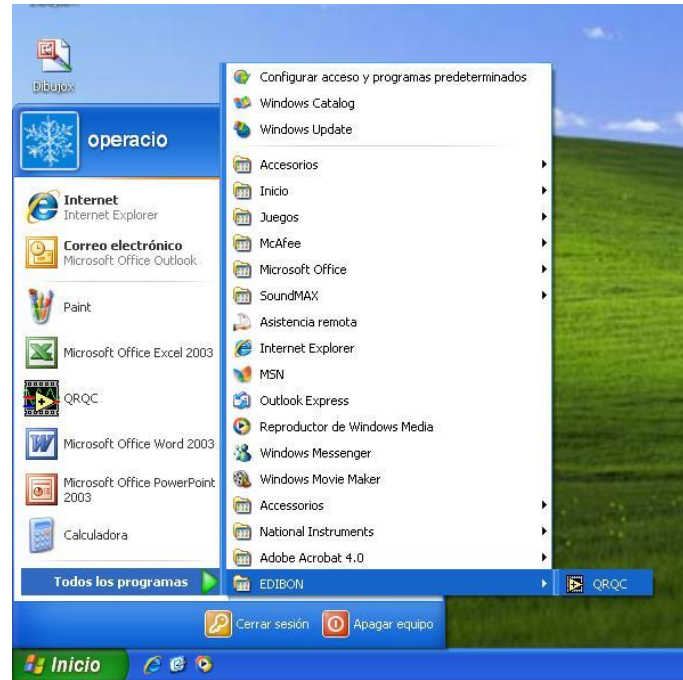 Dibujox
operacio
Internet
Internet Explorer
Correo electrónico
Microsoft Office Outlook
Paint
Microsoft Office Excel 2003
QRQC
Microsoft Office Word 2003
Microsoft Office PowerPoint
2003
Calculadora
Todos los programas
Configurar acceso y programas predeterminados
Windows Catalog
Windows Update
Accesorios
Inicio
Juegos
McAfee
Microsoft Office
SoundMAX
Asistencia remota
Internet Explorer
MSN
Outlook Express
Reproductor de Windows Media
Windows Messenger
Windows Movie Maker
Accessorios
National Instruments
Adobe Acrobat 4.0
EDIBON
QRQC
Cerrar sesión
Apagar equipo
Inicio